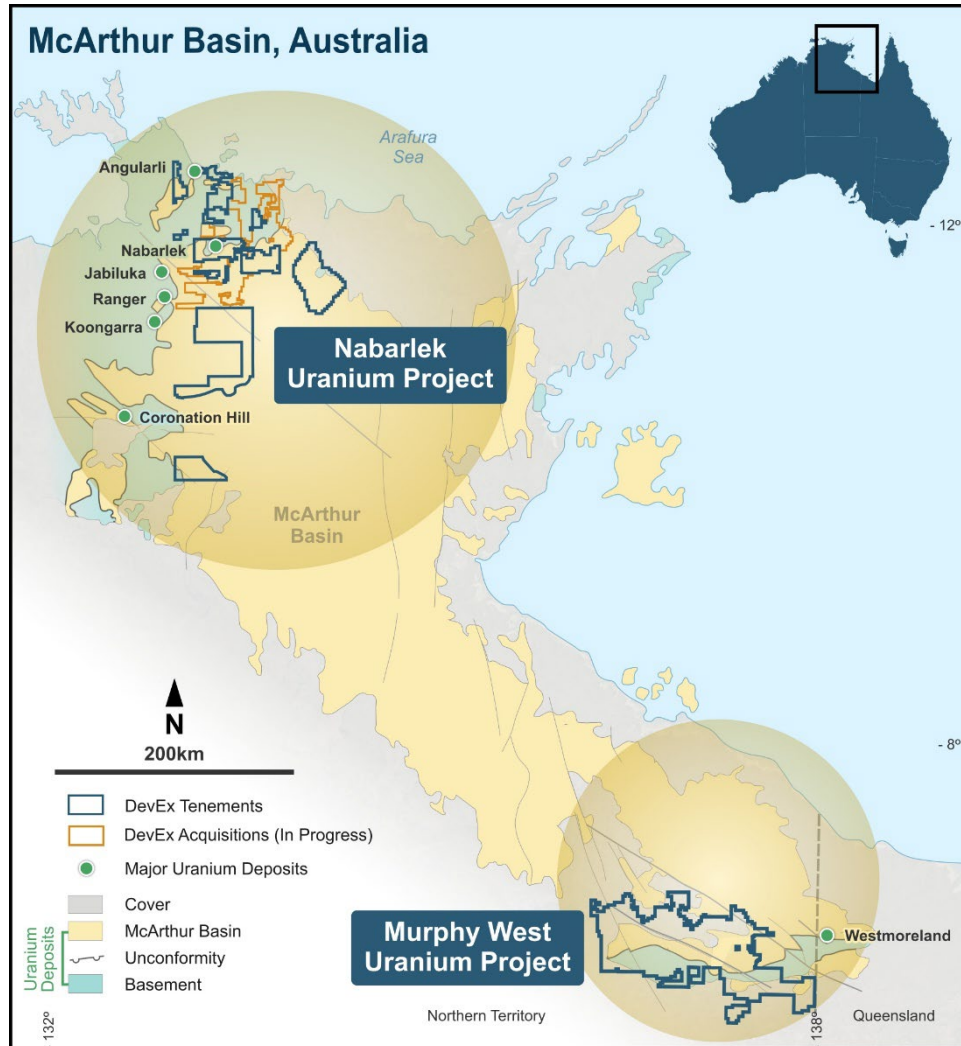 McArthur Basin, Australia
Arafura
Sea
- 12º
Angularli
Nabarlek
Jabiluka
Ranger
Koongarra
Nabarlek
Uranium Project
Coronation Hill
McArthur
Basin
- 8º
N
200km
DevEx Tenements
DevEx Acquisitions (In Progress)
Major Uranium Deposits
Cover
McArthur Basin
Unconformity
Basement
Uranium
Deposits
Murphy West
Uranium Project
Westmoreland
Northern Territory
Queensland
132º
138º